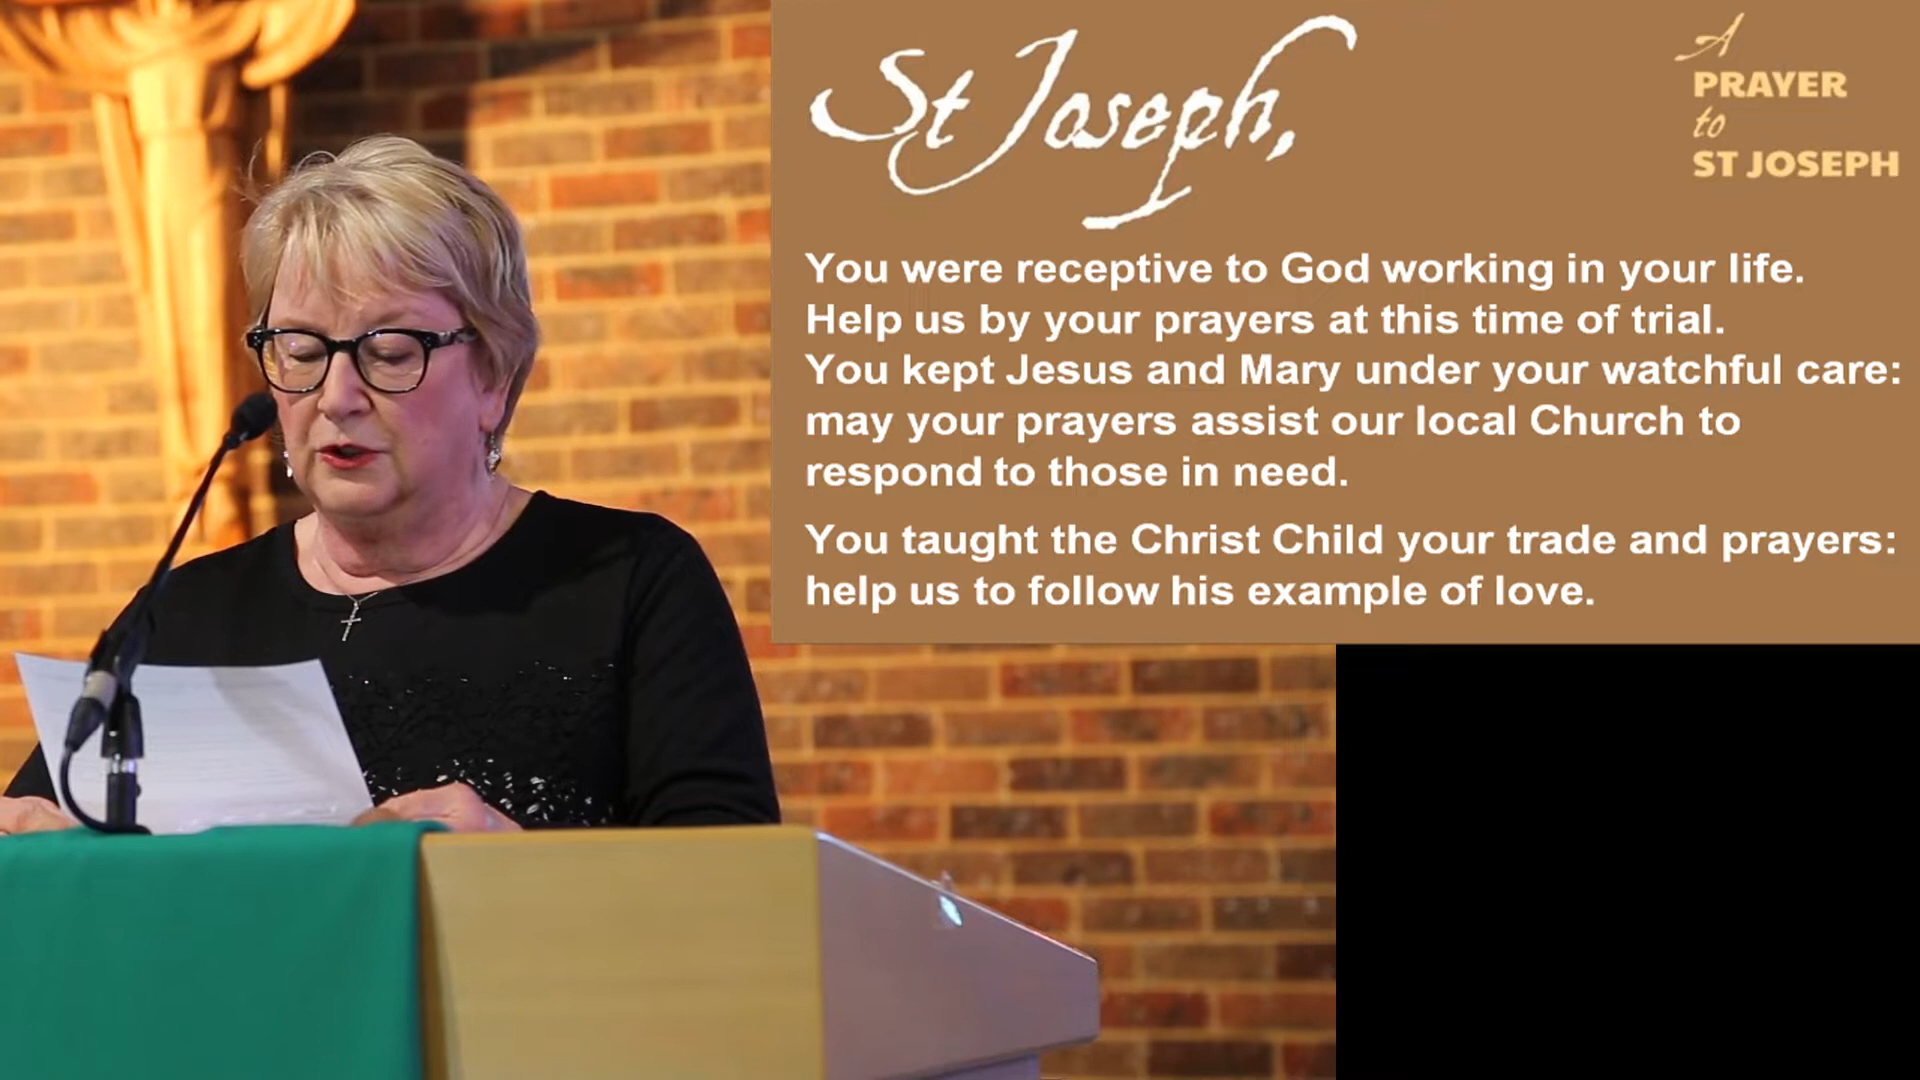 St Joseph,
A
PRAYER
to
ST JOSEPH
You were receptive to God working in your life.
Help us by your prayers at this time of trial.
You kept Jesus and Mary under your watchful care:
may your prayers assist our local Church to
respond to those in need.
You taught the Christ Child your trade and prayers:
help us to follow his example of love.